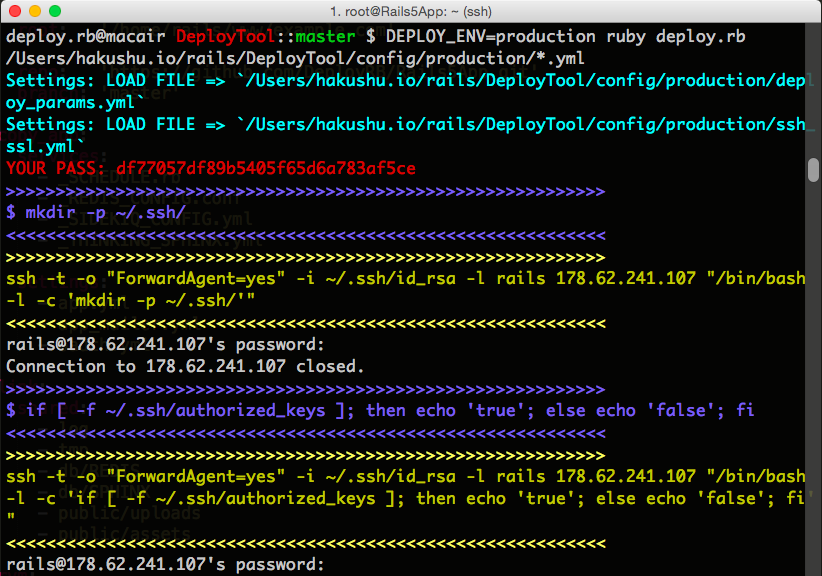 1. root@Rails5App: ~ (ssh)
deploy.rb@macair DeployTool::master $ DEPLOY_ENV=production ruby deploy.rb
/Users/hakushu.io/rails/DeployTool/config/production/*.yml
Settings: LOAD FILE => `/Users/hakushu.io/rails/DeployTool/config/production/depl
oy_params.yml`
Settings: LOAD FILE => `/Users/hakushu.io/rails/DeployTool/config/production/ssh_
ssl.yml`
YOUR PASS: df77057df89b5405f65d6a783af5ce
>>>>>>>>>>>>>>>>>>>>>>>>>>>>>>>>>>>>>>>>>>>>>>>>>>>>>>>>>>>>
$ mkdir -p ~/.ssh/
<<<<<<<<<<<<<<<<<<<<<<<<<<<<<<<<<<<<<<<<<<<<<<<<<<<<<<<<<<<<
>>>>>>>>>>>>>>>>>>>>>>>>>>>>>>>>>>>>>>>>>>>>>>>>>>>>>>>>>>>>
ssh -t -o "ForwardAgent=yes" -i ~/.ssh/id_rsa -l rails 178.62.241.107 "/bin/bash
-l -c 'mkdir -p ~/.ssh/'"
<<<<<<<<<<<<<<<<<<<<<<<<<<<<<<<<<<<<<<<<<<<<<<<<<<<<<<<<<<<<
rails@178.62.241.107's password:
Connection to 178.62.241.107 closed.
>>>>>>>>>>>>>>>>>>>>>>>>>>>>>>>>>>>>>>>>>>>>>>>>>>>>>>>>>>>>
$ if [ -f ~/.ssh/authorized_keys ]; then echo 'true'; else echo 'false'; fi
<<<<<<<<<<<<<<<<<<<<<<<<<<<<<<<<<<<<<<<<<<<<<<<<<<<<<<<<<<<<
>>>>>>>>>>>>>>>>>>>>>>>>>>>>>>>>>>>>>>>>>>>>>>>>>>>>>>>>>>>>
ssh -t -o "ForwardAgent=yes" -i ~/.ssh/id_rsa -l rails 178.62.241.107 "/bin/bash
-l -c 'if [ -f ~/.ssh/authorized_keys ]; then echo 'true'; else echo 'false'; fi'
"
<<<<<<<<<<<<<<<<<<<<<<<<<<<<<<<<<<<<<<<<<<<<<<<<<<<<<<<<<<<<
rails@178.62.241.107's password: